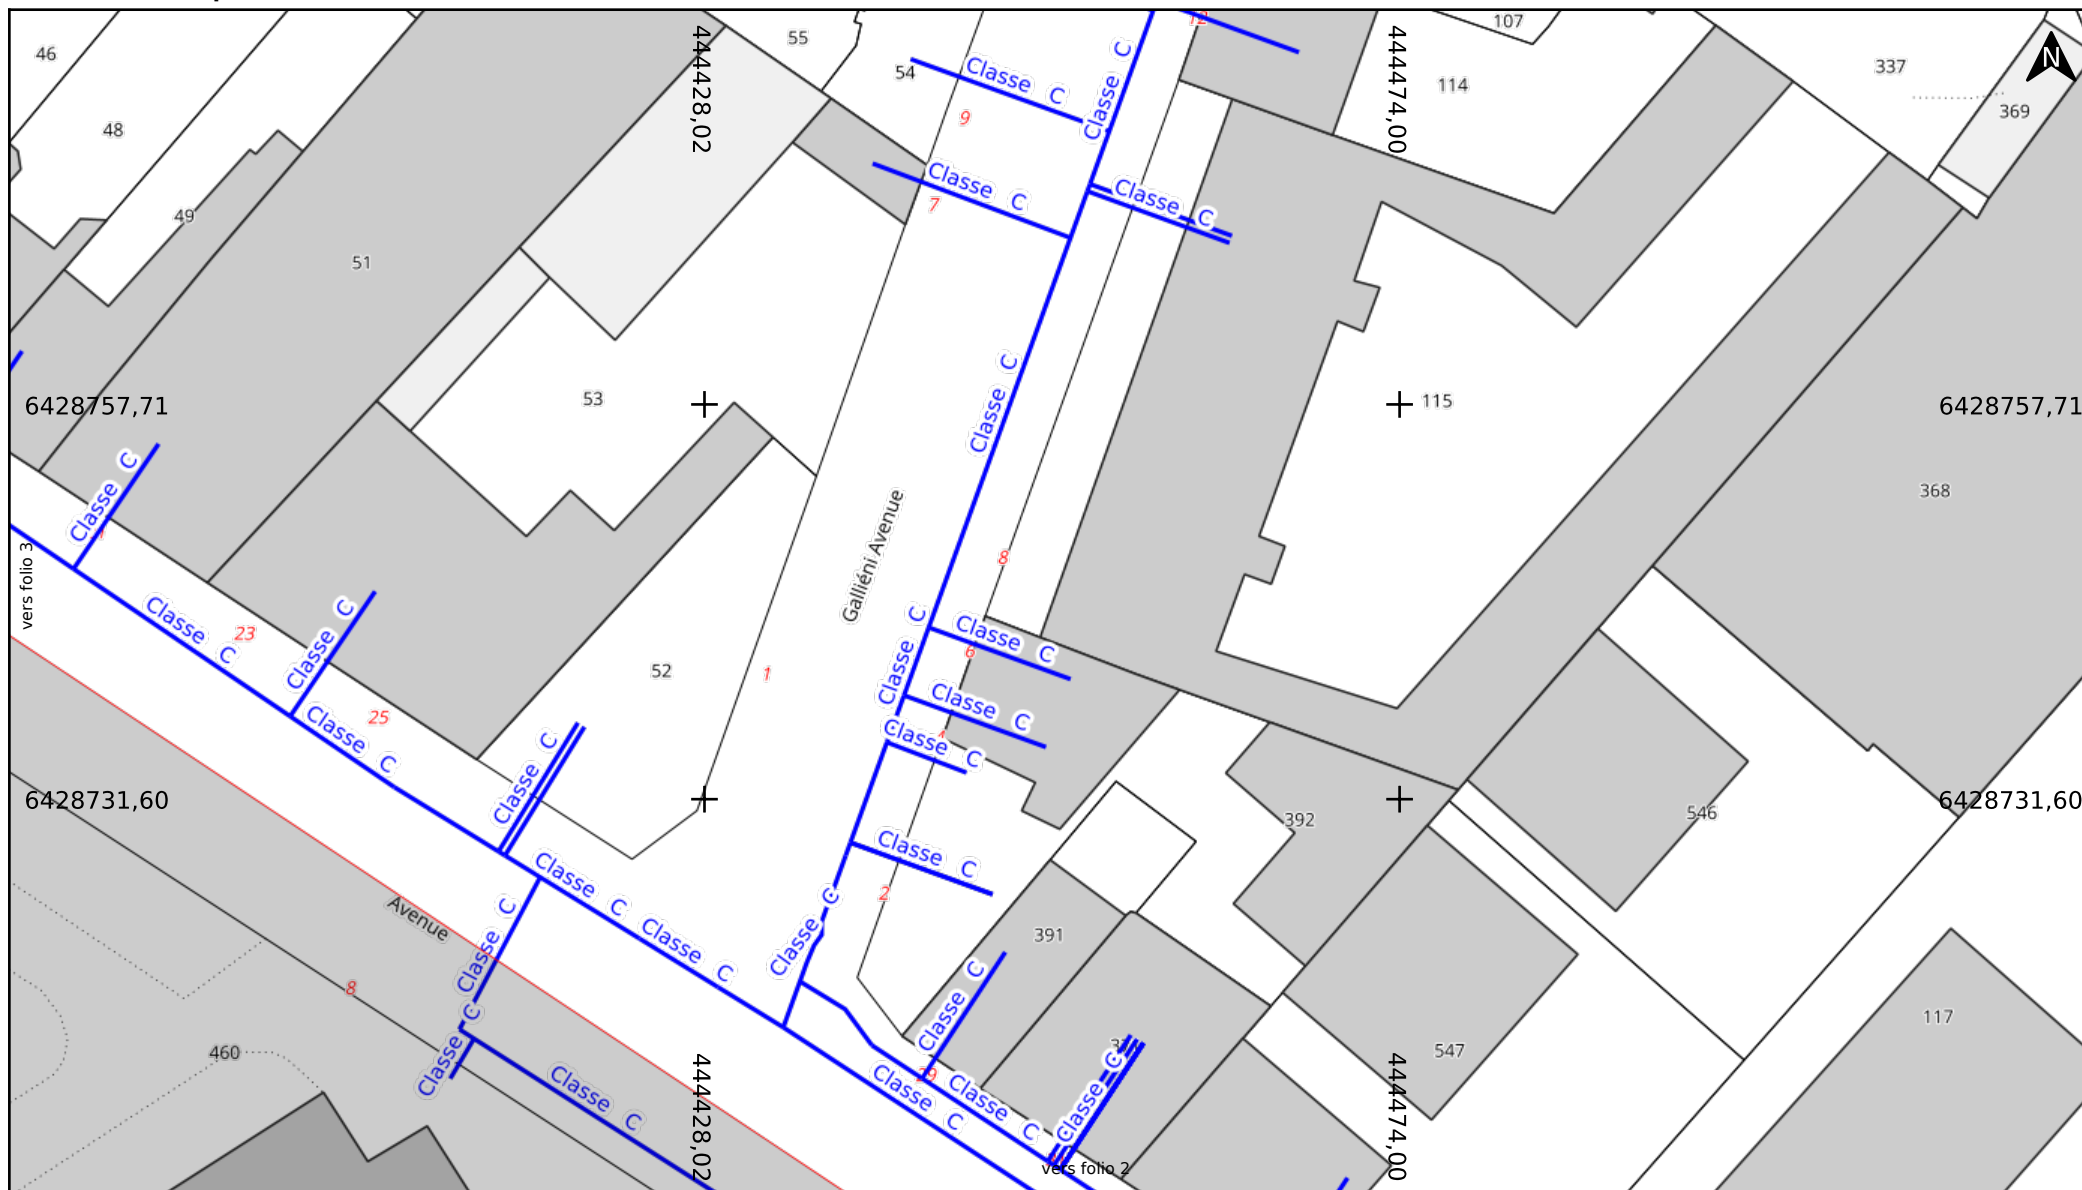 12
107
N
46
55
54
Classe C
Classe C
114
337
369
48
9
444428,02
444474,00
49
7
Classe C
Classe C
51
Classe C
53
6428757,71
6428757,71
115
Classe C
368
Classe C
vers folio 3
Galliéni Avenue
8
Classe C
23
Classe C
Classe C
Classe C
6
52
1
Classe C
25
Classe C
Classe C
4
Classe C
6428731,60
6428731,60
392
546
Classe C
Classe C
2
Avenue
Classe C
Classe C
Classe C
391
8
Classe C
117
460
Classe C
547
29
Classe C
Classe C
Classe C
Classe C
444428,02
444474,00
vers folio 2